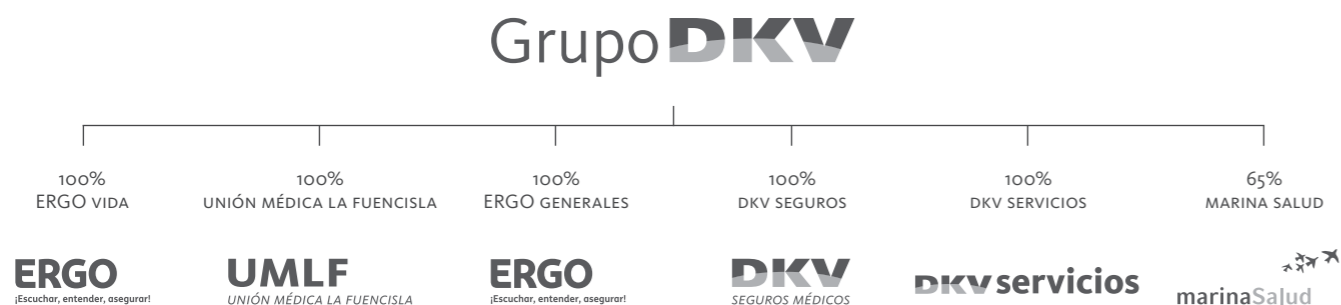 Grupo DKV
100%
ERGO VIDA
100%
UNIÓN MÉDICA LA FUENCISLA
100%
ERGO GENERALES
100%
DKV SEGUROS
100%
DKV SERVICIOS
65%
MARINA SALUD
ERGO
¡Escuchar, entender, asegurar!
UMLF
UNIÓN MÉDICA LA FUENCISLA
ERGO
¡Escuchar, entender, asegurar!
DKV
SEGUROS MÉDICOS
DKV servicios
marinaSalud